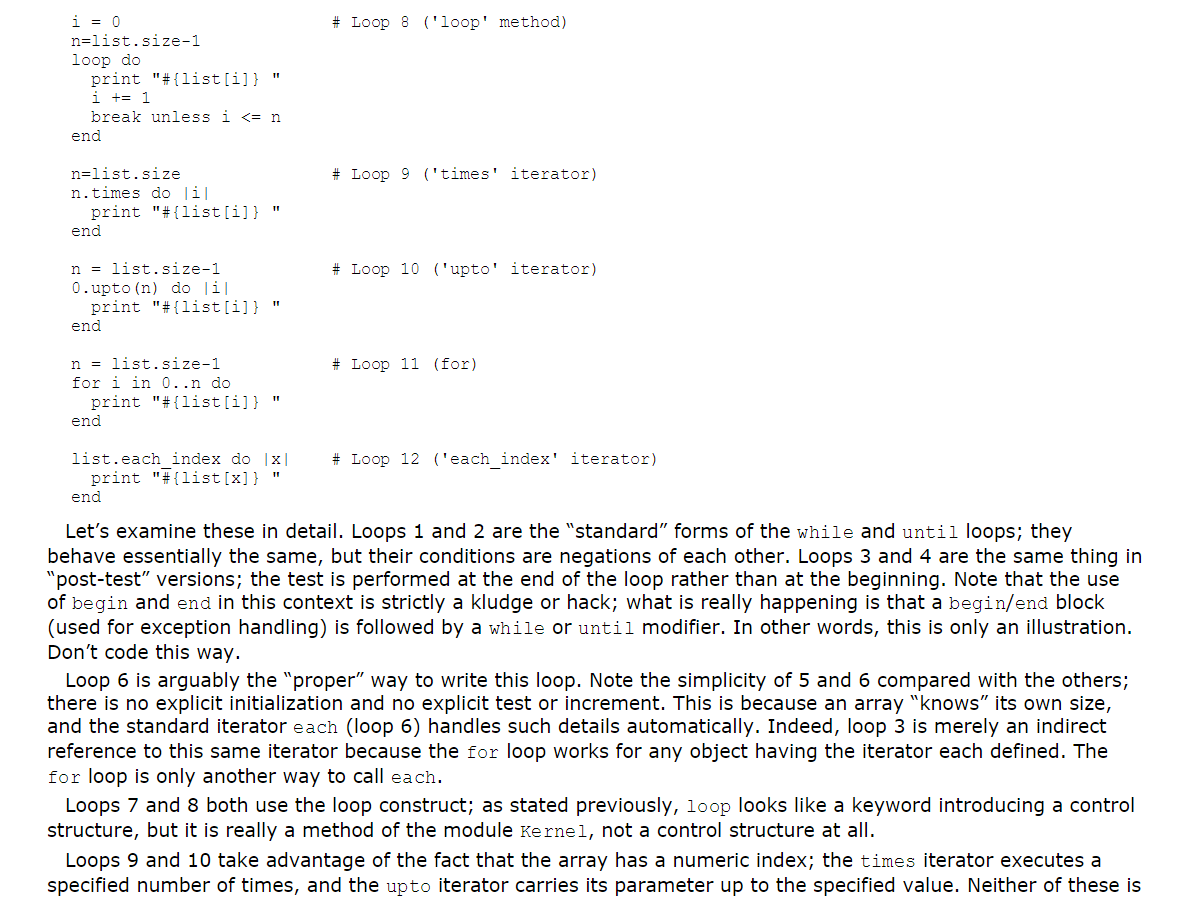 i = 0 # Loop 8 ('loop' method)
n=list.size-1
loop do
  print "#{list[i]} "
  i += 1
  break unless i <= n
end
n=list.size # Loop 9 ('times' iterator)
n.times do |i|
  print "#{list[i]} "
end
n = list.size-1 # Loop 10 ('upto' iterator)
0.upto(n) do |i|
  print "#{list[i]} "
end
n = list.size-1 # Loop 11 (for)
for i in 0..n do
  print "#{list[i]} "
end
list.each_index do |x| # Loop 12 ('each_index' iterator)
  print "#{list[x]} "
end
Let’s examine these in detail. Loops 1 and 2 are the “standard” forms of the while and until loops; they
behave essentially the same, but their conditions are negations of each other. Loops 3 and 4 are the same thing in
“post-test” versions; the test is performed at the end of the loop rather than at the beginning. Note that the use
of begin and end in this context is strictly a kludge or hack; what is really happening is that a begin/end block
(used for exception handling) is followed by a while or until modifier. In other words, this is only an illustration.
Don’t code this way.
Loop 6 is arguably the “proper” way to write this loop. Note the simplicity of 5 and 6 compared with the others;
there is no explicit initialization and no explicit test or increment. This is because an array “knows” its own size,
and the standard iterator each (loop 6) handles such details automatically. Indeed, loop 3 is merely an indirect
reference to this same iterator because the for loop works for any object having the iterator each defined. The
for loop is only another way to call each.
Loops 7 and 8 both use the loop construct; as stated previously, loop looks like a keyword introducing a control
structure, but it is really a method of the module Kernel, not a control structure at all.
Loops 9 and 10 take advantage of the fact that the array has a numeric index; the times iterator executes a
specified number of times, and the upto iterator carries its parameter up to the specified value. Neither of these is